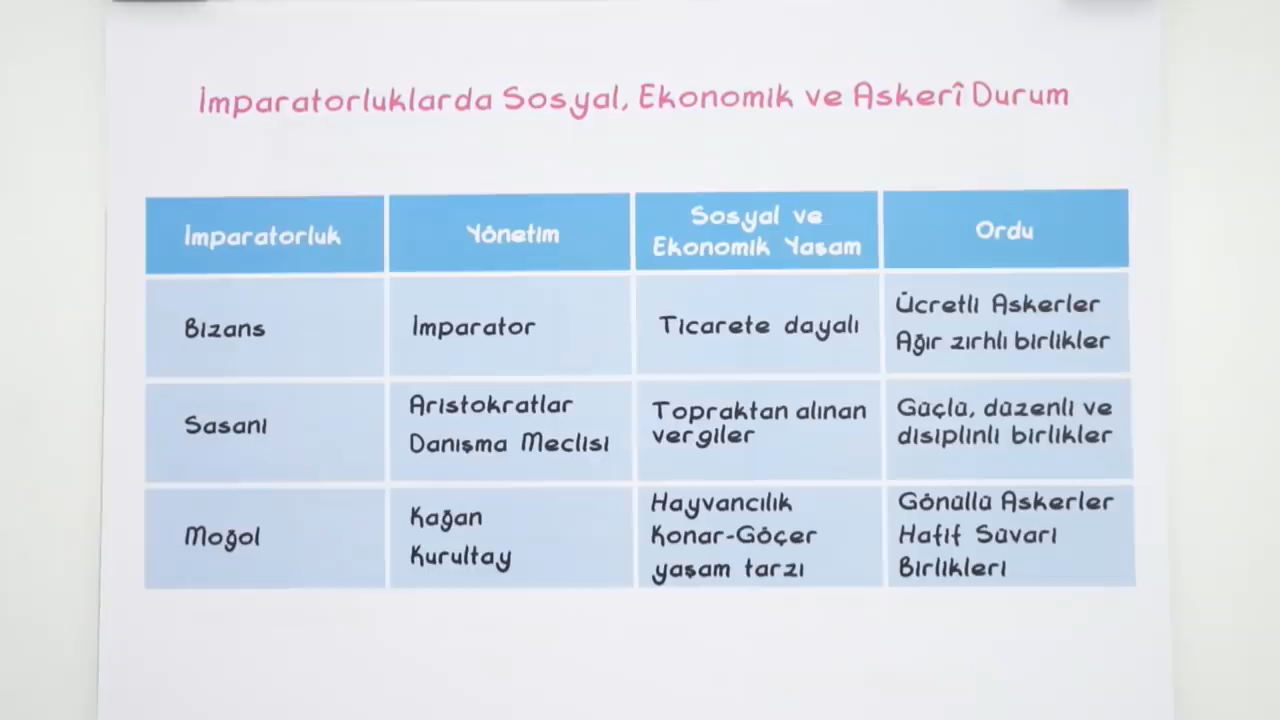 İmparatorluklarda Sosyal, Ekonomik ve Askerî Durum
İmparatorluk
Yönetim
Sosyal ve
Ekonomik Yaşam
Ordu
Bizans
İmparator
Ticarete dayalı
Ücretli Askerler
Ağır zırhlı birlikler
Sasani
Aristokratlar
Danışma Meclisi
Topraktan alınan
vergiler
Güçlü, düzenli ve
disiplinli birlikler
Moğol
Kağan
Kurultay
Hayvancılık
Konar-Göçer
yaşam tarzı
Gönüllü Askerler
Hafif Süvari
Birlikleri